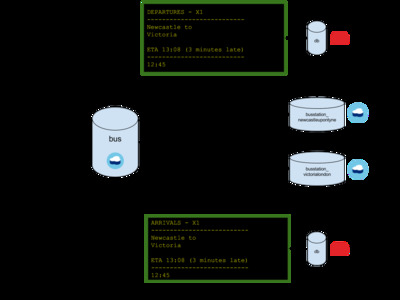 DEPARTURES - X1
--------------------------
Newcastle to
Victoria
ETA 13:08 (3 minutes late)
--------------------------
12:45
db
busstation_
newcastleupontyne
bus
busstation_
victorialondon
ARRIVALS - X1
--------------------------
Newcastle to
Victoria
ETA 13:08 (3 minutes late)
--------------------------
12:45
db